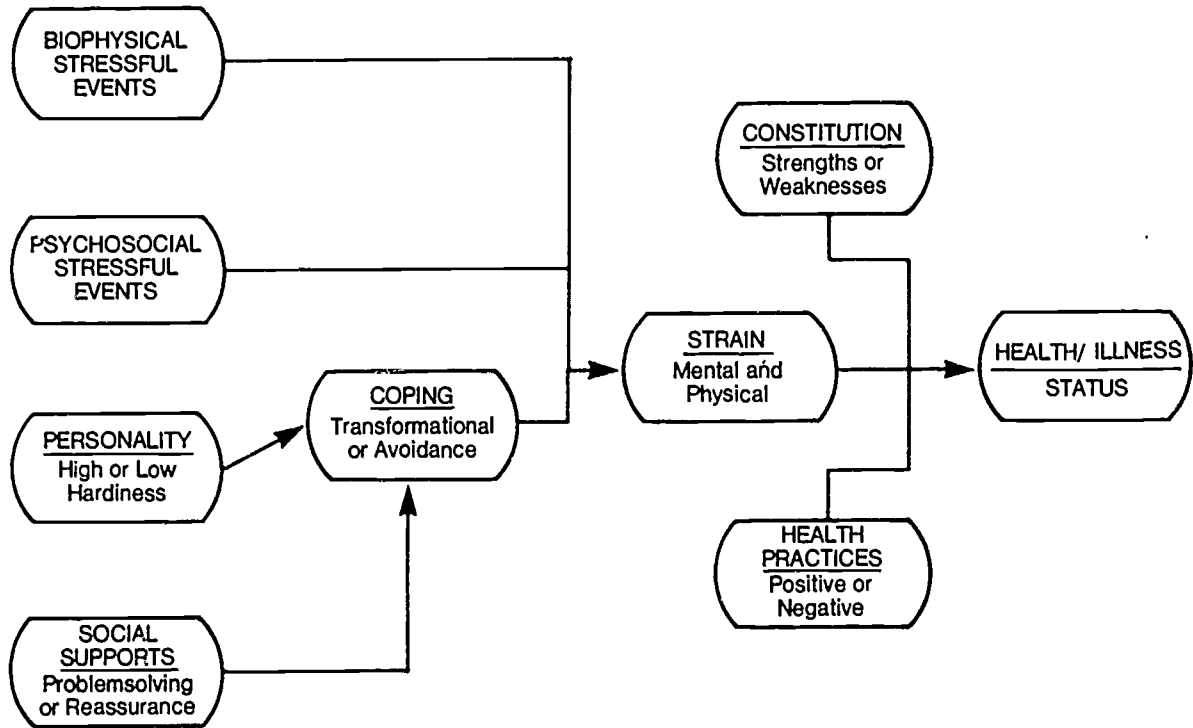 BIOPHYSICAL
STRESSFUL
EVENTS
PSYCHOSOCIAL
STRESSFUL
EVENTS
PERSONALITY
High or Low
Hardiness
SOCIAL
SUPPORTS
Problemsolving
or Reassurance
COPING
Transformational
or Avoidance
STRAIN
Mental and
Physical
CONSTITUTION
Strengths or
Weaknesses
HEALTH
PRACTICES
Positive or
Negative
HEALTH/ ILLNESS
STATUS